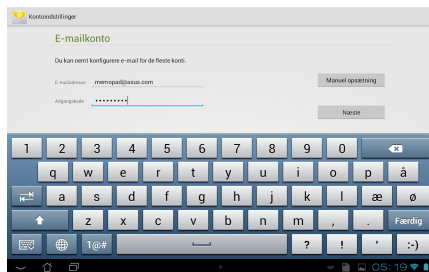 Kontoindstillinger
E-mailkonto
Du kan nemt konfigurere e-mail for de fleste konti.
E-mailadresse memopad@asus.com
Manuel opsætning
Adgangskode •••••••••
Næste
1 2 3 4 5 6 7 8 9 0
q w e r t y u i o p å
a s d f g h j k l æ ø
z x c v b n m , . Færdig
1@# ? ! ' :-)
05:19